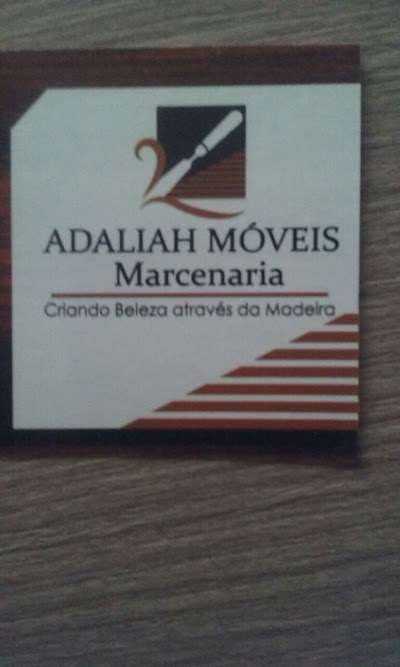 ADALIAH MÓVEIS
Marcenaria
Criando Beleza através da Madeira